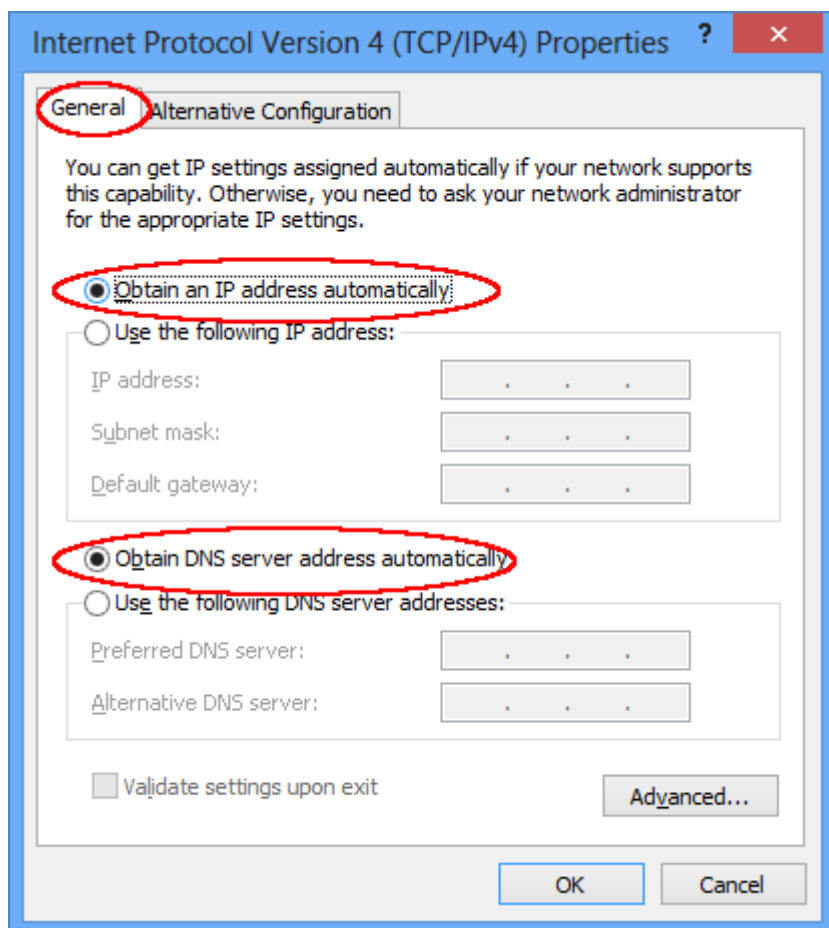 Internet Protocol Version 4 (TCP/IPv4) Properties ? ×
General Alternative Configuration
You can get IP settings assigned automatically if your network supports
this capability. Otherwise, you need to ask your network administrator
for the appropriate IP settings.
Obtain an IP address automatically
Use the following IP address:
IP address: . . .
Subnet mask: . . .
Default gateway: . . .
Obtain DNS server address automatically
Use the following DNS server addresses:
Preferred DNS server: . . .
Alternative DNS server: . . .
Validate settings upon exit
Advanced...
OK Cancel